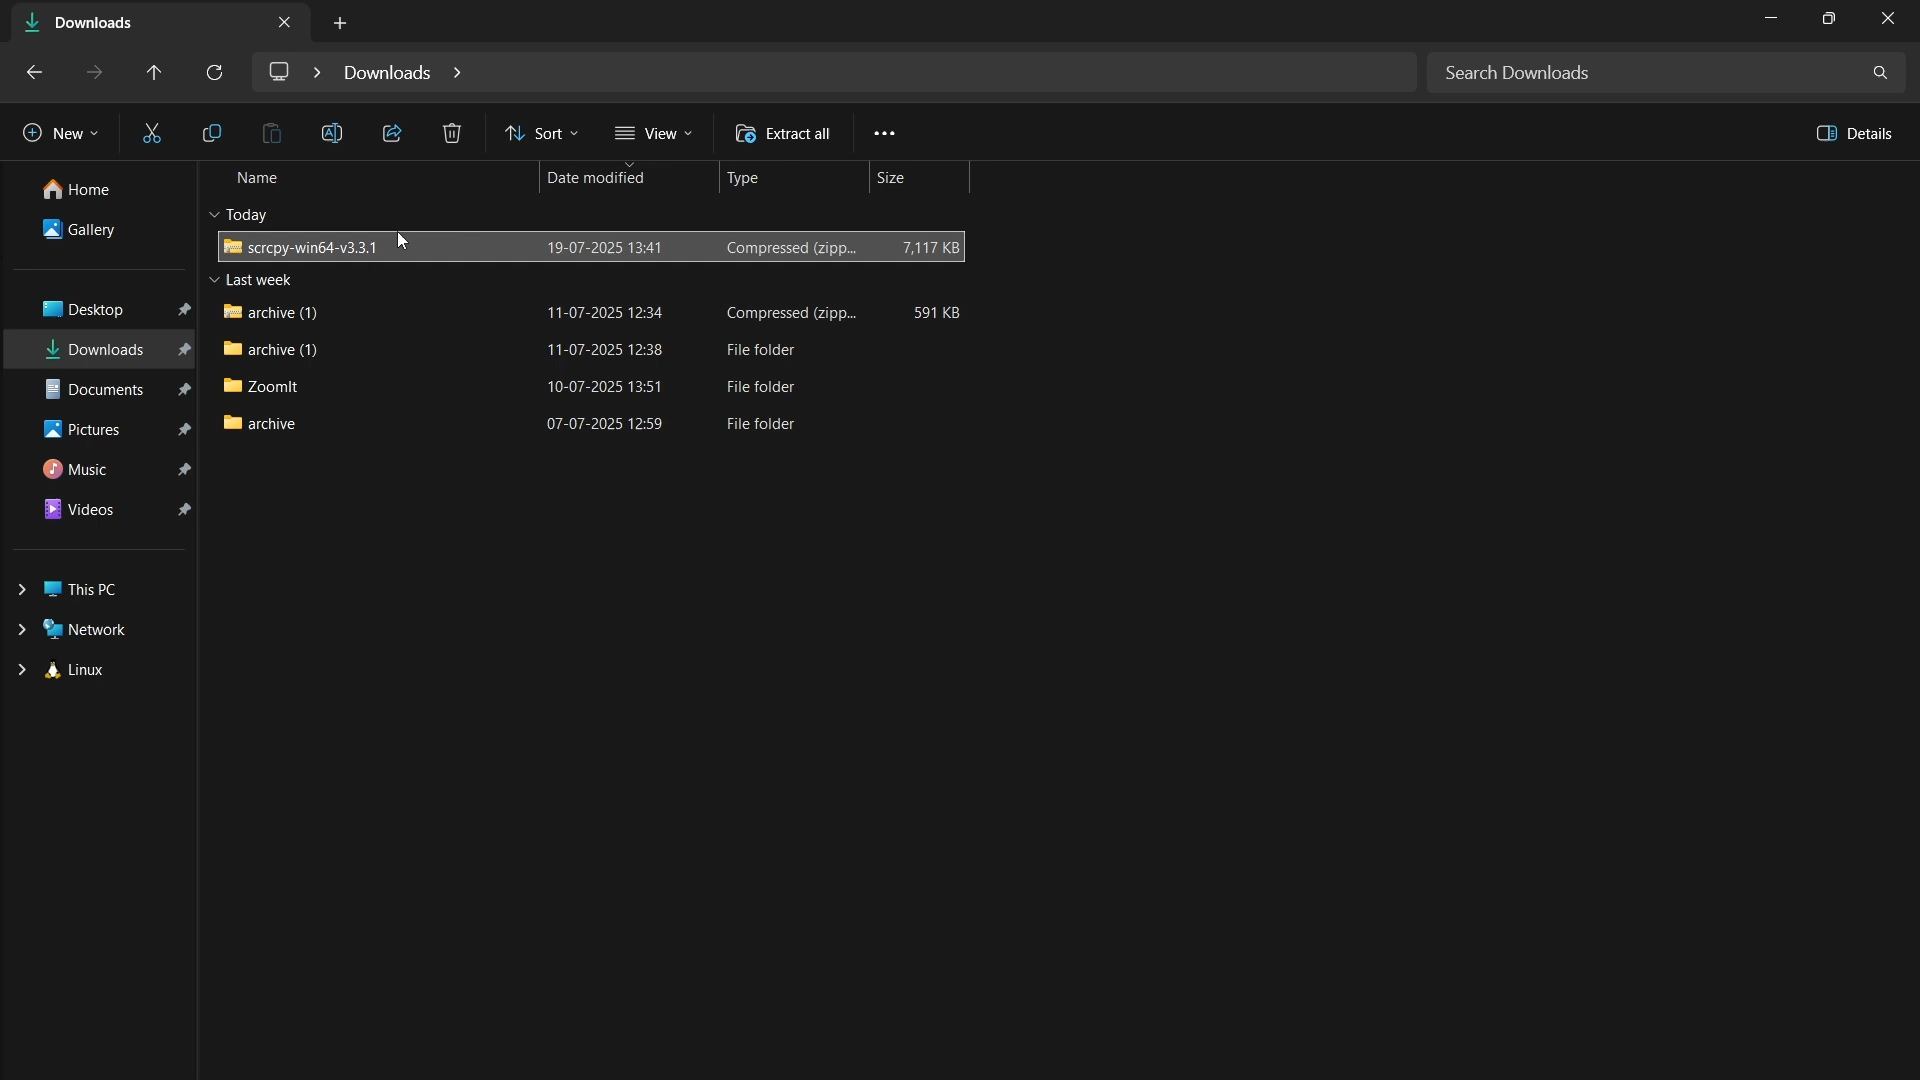 Downloads
Downloads
Search Downloads
New
Sort
View
Extract all
Details
Name Date modified Type Size
Home
Gallery
Desktop
Downloads
Documents
Pictures
Music
Videos
This PC
Network
Linux
Today
scrcpy-win64-v3.3.1 19-07-2025 13:41 Compressed (zipp... 7,117 KB
Last week
archive (1) 11-07-2025 12:34 Compressed (zipp... 591 KB
archive (1) 11-07-2025 12:38 File folder
ZoomIt 10-07-2025 13:51 File folder
archive 07-07-2025 12:59 File folder